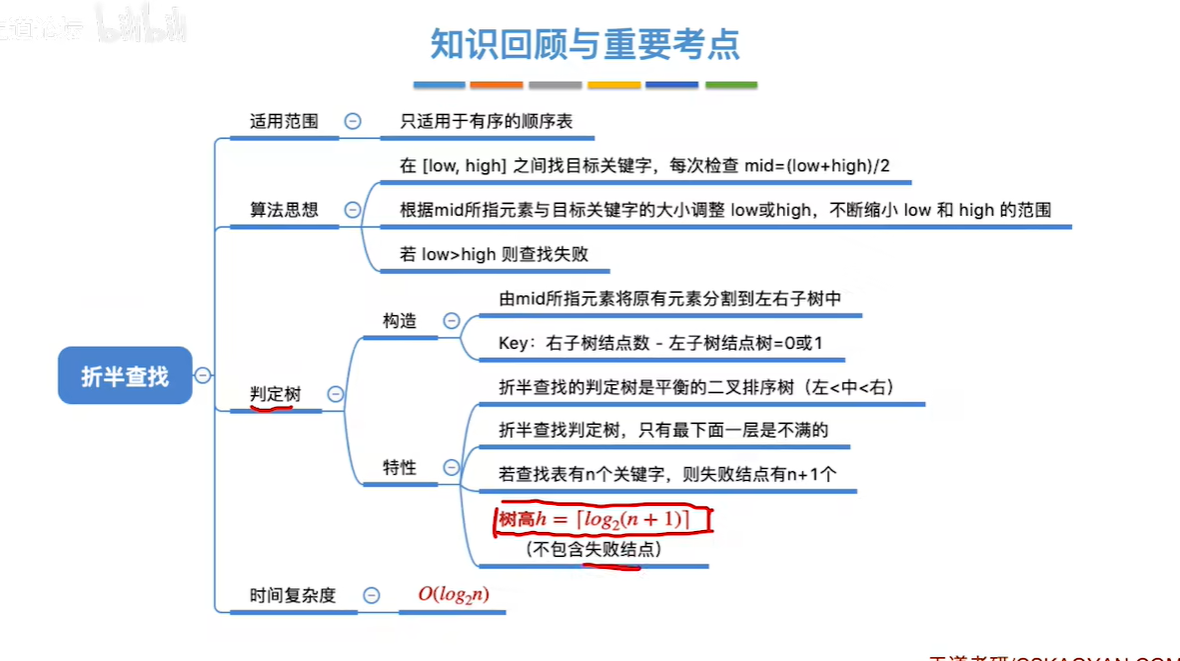 知识回顾与重要考点
适用范围
只适用于有序的顺序表
在 [low, high] 之间找目标关键字，每次检查 mid=(low+high)/2
算法思想
根据mid所指元素与目标关键字的大小调整 low或high，不断缩小 low 和 high 的范围
若 low>high 则查找失败
由mid所指元素将原有元素分割到左右子树中
构造
Key：右子树结点数 - 左子树结点树=0或1
折半查找
判定树
折半查找的判定树是平衡的二叉排序树（左<中<右）
折半查找判定树，只有最下面一层是不满的
特性
若查找表有n个关键字，则失败结点有n+1个
树高h = ⌈log₂(n + 1)⌉
（不包含失败结点）
时间复杂度
O(log₂n)